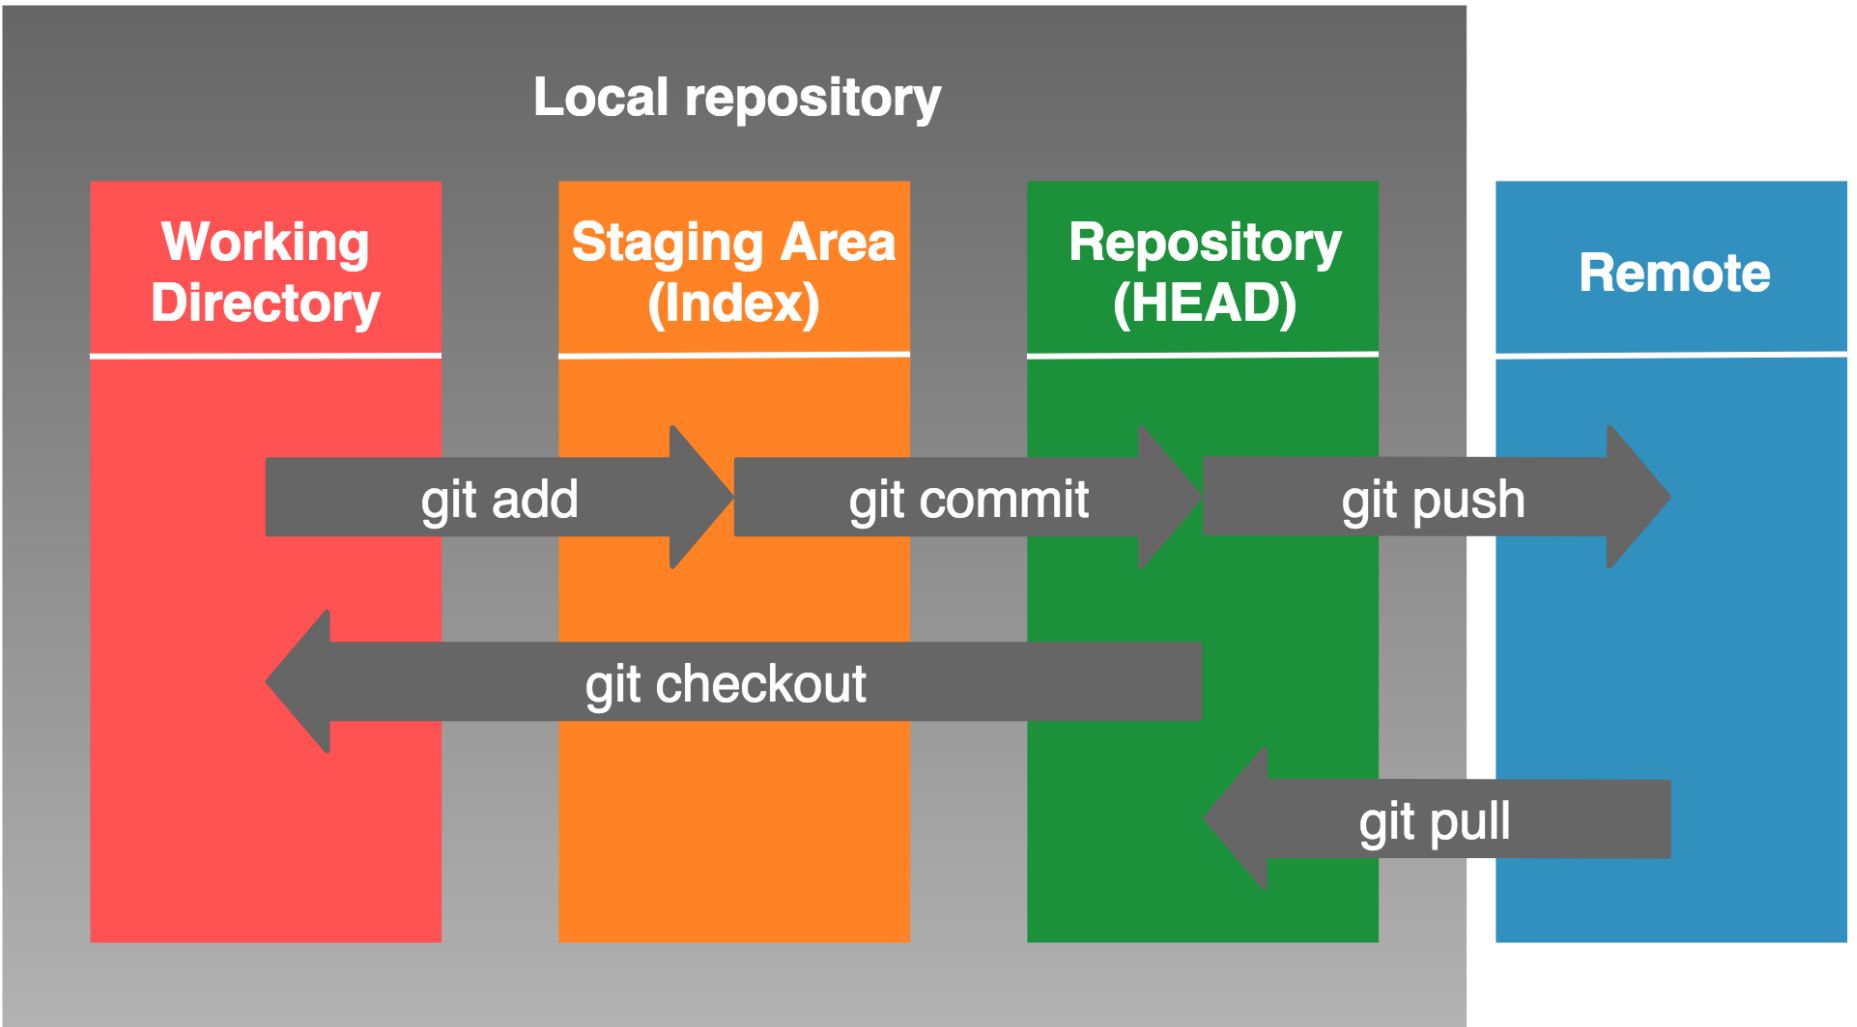 Local repository
Working
Directory
Staging Area
(Index)
Repository
(HEAD)
Remote
git add
git commit
git push
git checkout
git pull